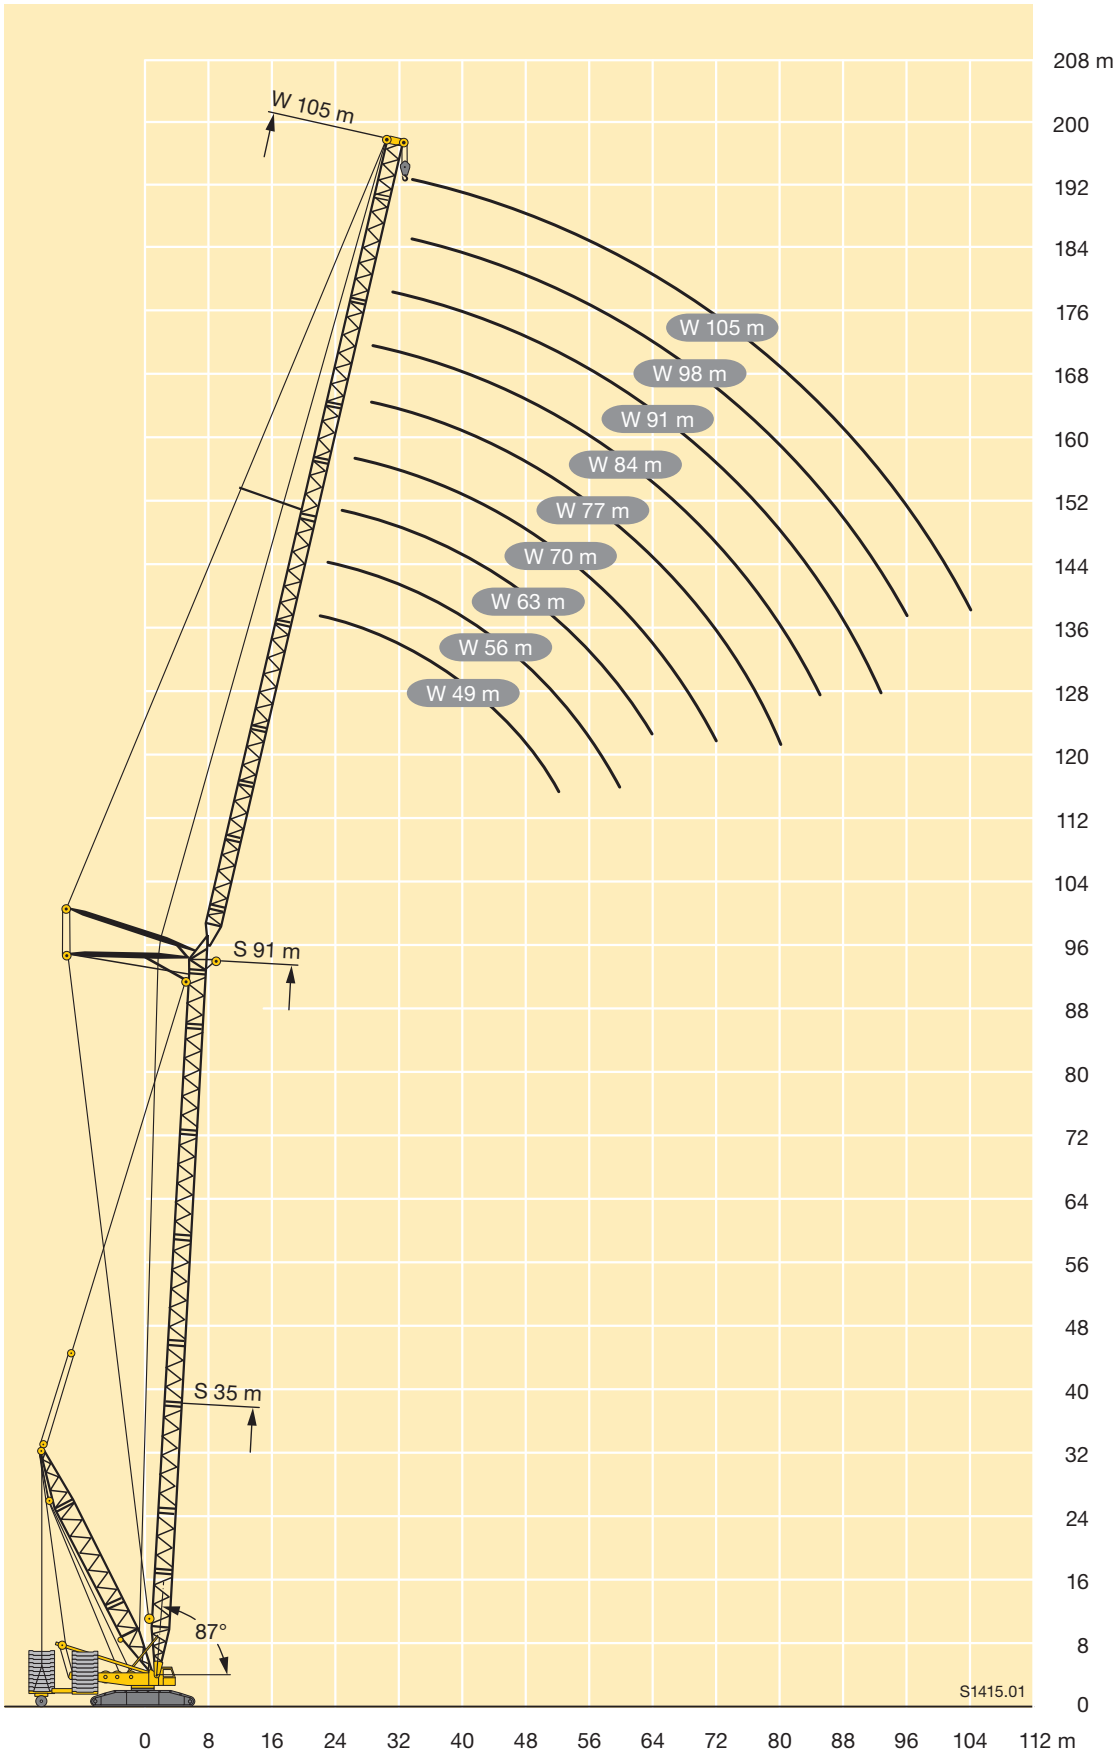 208 m
W 105 m
200
192
184
176
W 105 m
168
W 98 m
160
W 91 m
W 84 m
152
W 77 m
144
W 70 m
136
W 63 m
W 56 m
128
W 49 m
120
112
104
96
S 91 m
88
80
72
64
56
48
40
S 35 m
32
24
16
87°
8
S1415.01
0
0 8 16 24 32 40 48 56 64 72 80 88 96 104 112 m